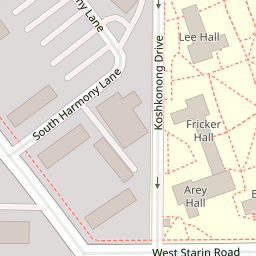 Harmony Lane
Lee Hall
Koshkonong Drive
South Harmony Lane
Fricker
Hall
Arey
Hall
West Starin Road